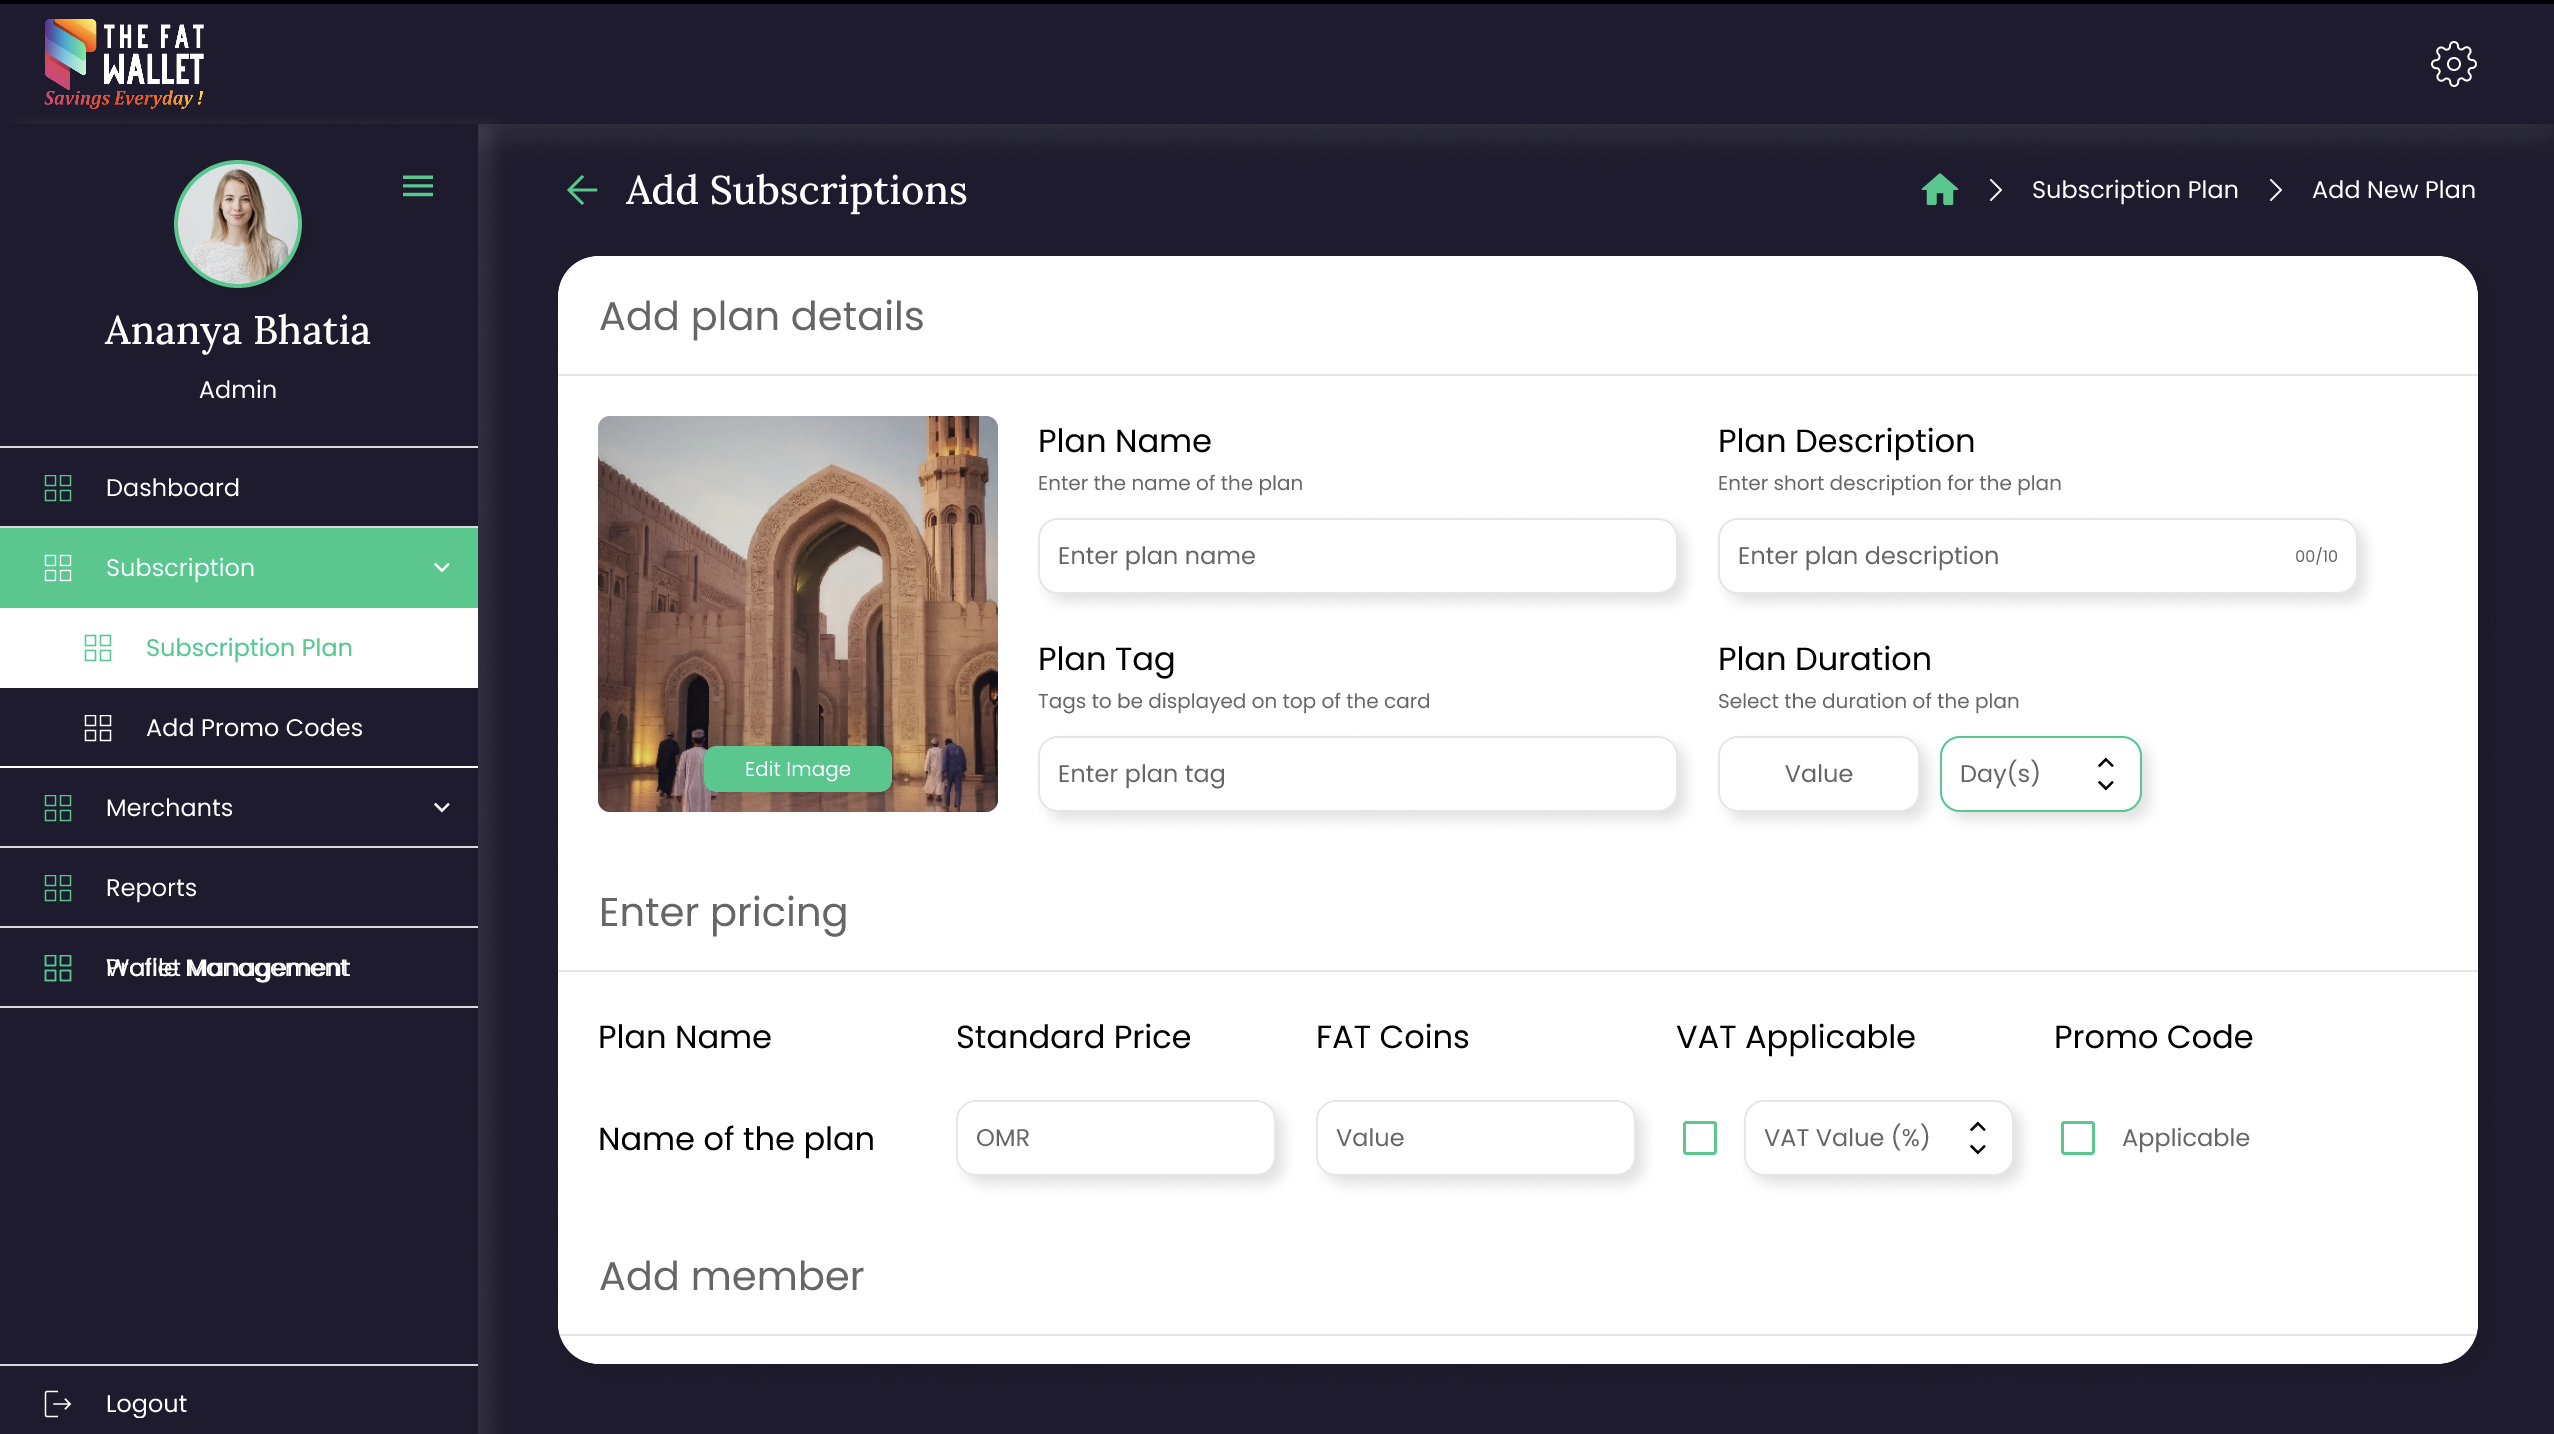 THE FAT
WALLET
Savings Everyday !
Add Subscriptions
Subscription Plan
Add New Plan
Ananya Bhatia
Admin
Dashboard
Subscription
Subscription Plan
Add Promo Codes
Merchants
Reports
Management
Logout
Add plan details
Edit Image
Plan Name
Enter the name of the plan
Enter plan name
Plan Description
Enter short description for the plan
Enter plan description
00/10
Plan Tag
Tags to be displayed on top of the card
Enter plan tag
Plan Duration
Select the duration of the plan
Value
Day(s)
Enter pricing
Plan Name
Standard Price
FAT Coins
VAT Applicable
Promo Code
Name of the plan
OMR
Value
VAT Value (%)
Applicable
Add member